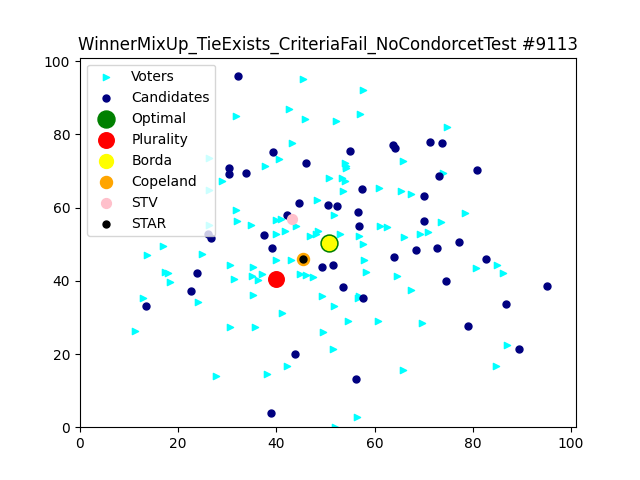 WinnerMixUp_TieExists_CriteriaFail_NoCondorcetTest #9113
100
80
60
40
20
0
Voters
Candidates
Optimal
Plurality
Borda
Copeland
STV
STAR
0 20 40 60 80 100